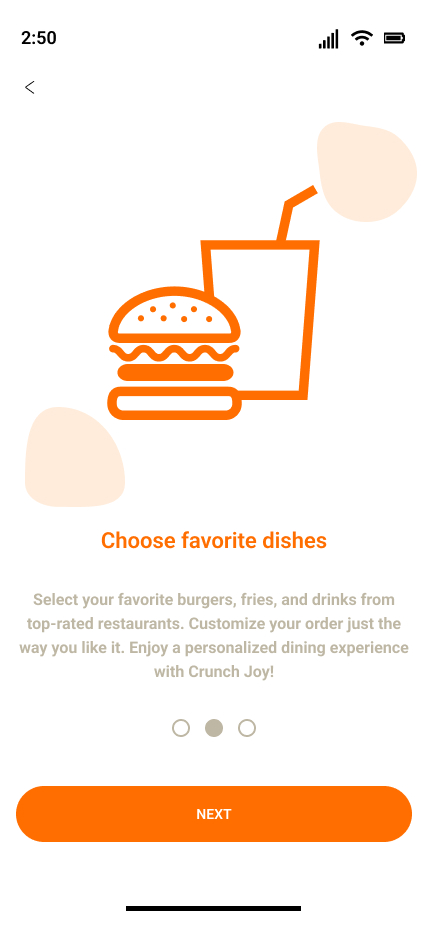 2:50
Choose favorite dishes
Select your favorite burgers, fries, and drinks from
top-rated restaurants. Customize your order just the
way you like it. Enjoy a personalized dining experience
with Crunch Joy!
NEXT